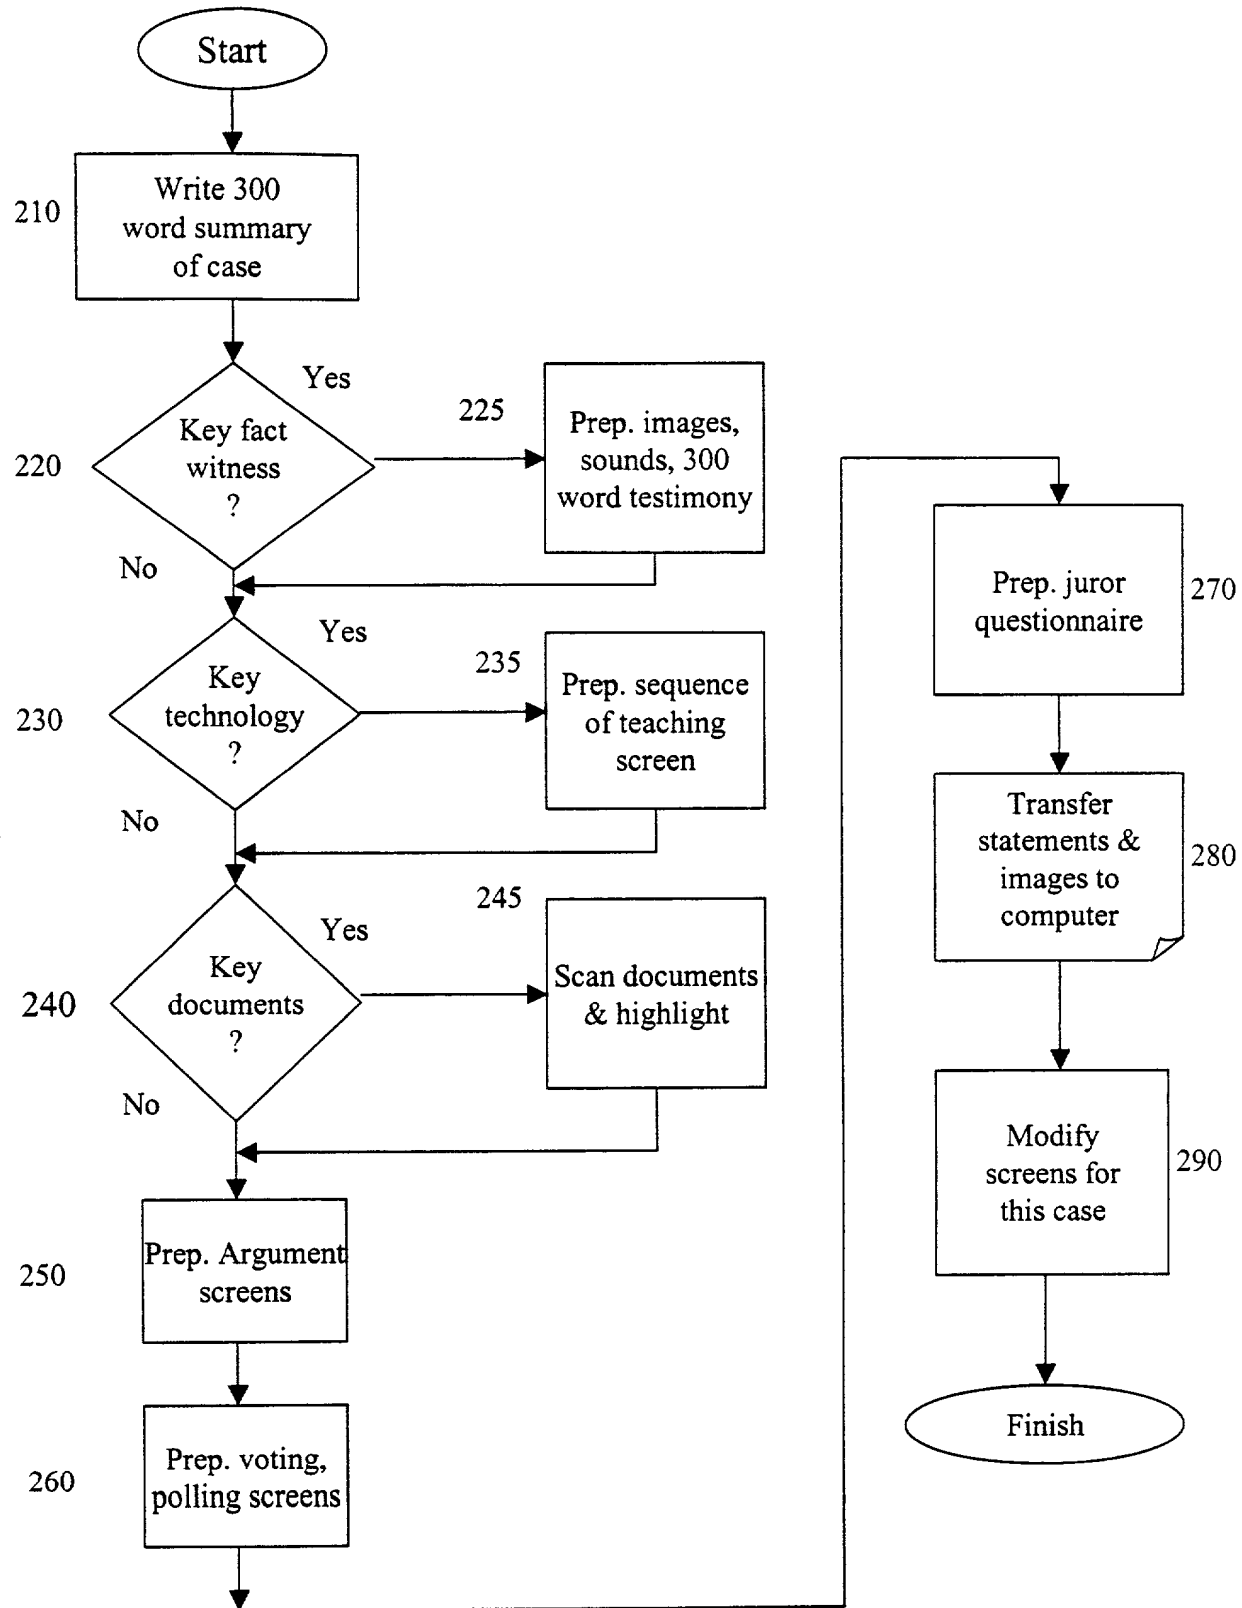 Start
210
Write 300
word summary
of case
220
Key fact
witness
?
Yes
No
225
Prep. images,
sounds, 300
word testimony
230
Key
technology
?
Yes
No
235
Prep. sequence
of teaching
screen
240
Key
documents
?
Yes
No
245
Scan documents
& highlight
250
Prep. Argument
screens
260
Prep. voting,
polling screens
Prep. juror
questionnaire
270
Transfer
statements &
images to
computer
280
Modify
screens for
this case
290
Finish